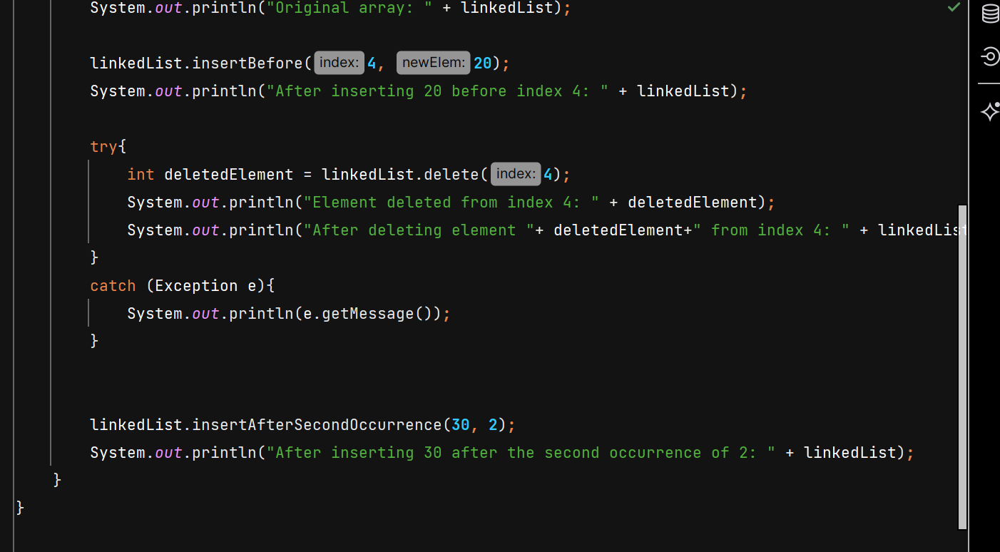 System.out.println("Original array: " + linkedList);
linkedList.insertBefore( index: 4, newElem: 20);
System.out.println("After inserting 20 before index 4: " + linkedList);
try{
int deletedElement = linkedList.delete( index: 4);
System.out.println("Element deleted from index 4: " + deletedElement);
System.out.println("After deleting element "+ deletedElement+" from index 4: " + linkedList
}
catch (Exception e){
System.out.println(e.getMessage());
}
linkedList.insertAfterSecondOccurrence(30, 2);
System.out.println("After inserting 30 after the second occurrence of 2: " + linkedList);
}
}